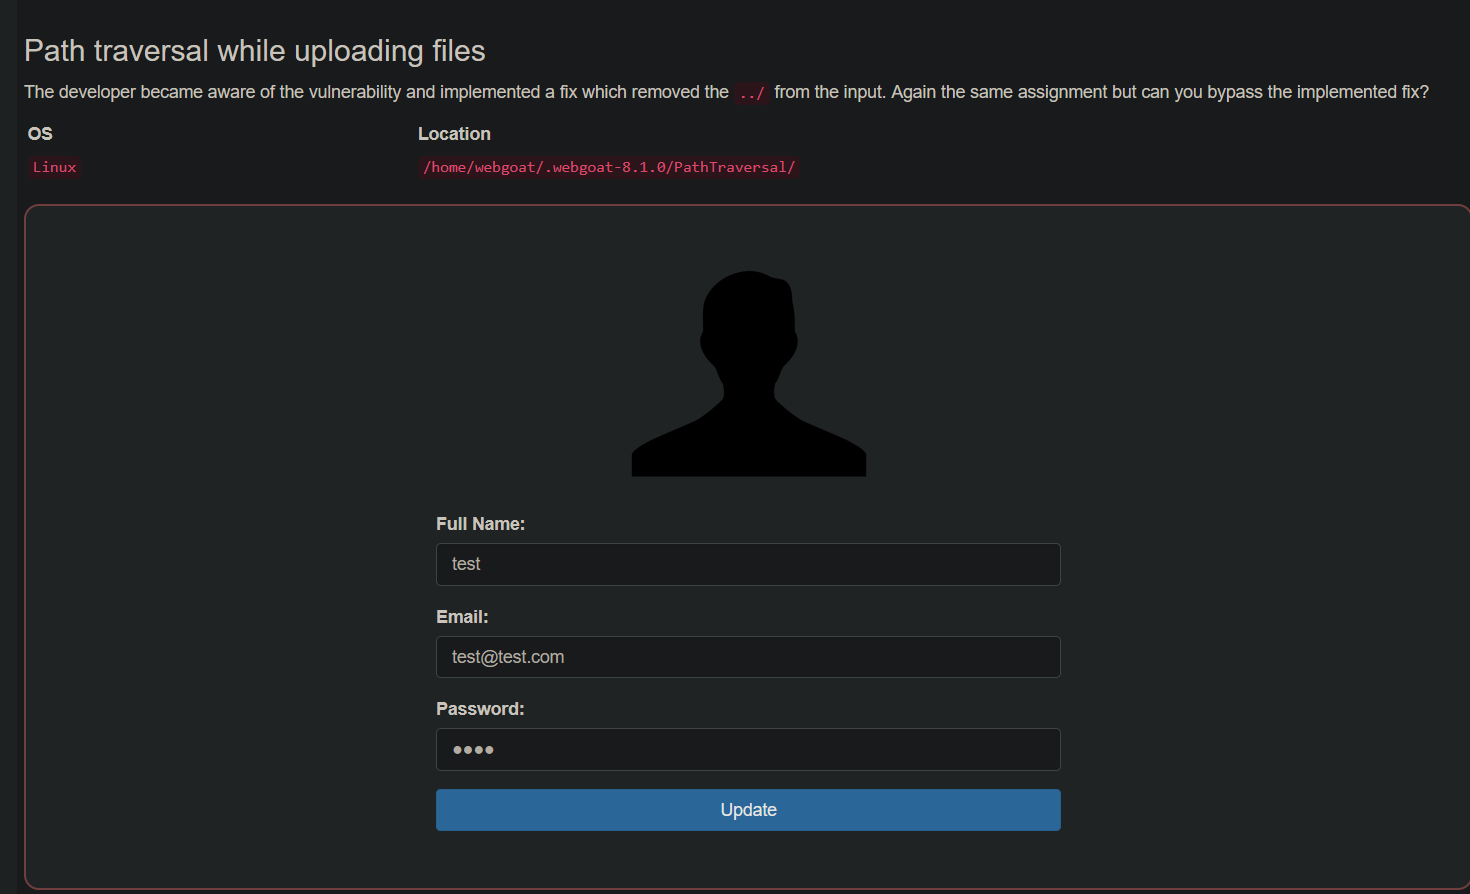 Path traversal while uploading files
The developer became aware of the vulnerability and implemented a fix which removed the ../ from the input. Again the same assignment but can you bypass the implemented fix?
OS Location
Linux /home/webgoat/.webgoat-8.1.0/PathTraversal/
Full Name:
test
Email:
test@test.com
Password:
●●●●
Update